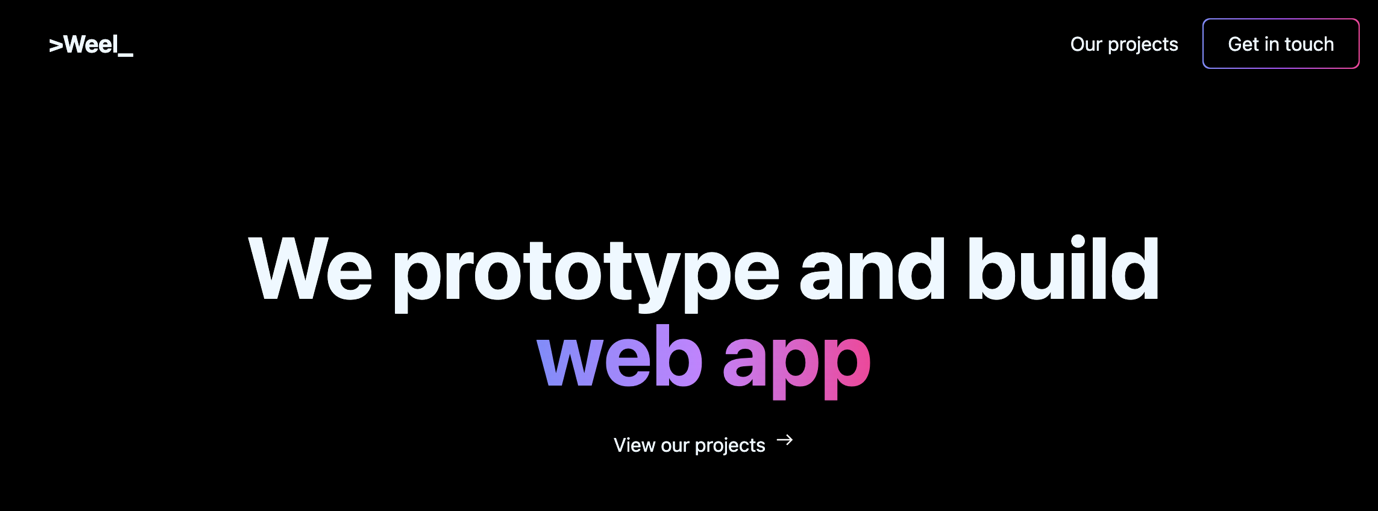 >Weel_
Our projects
Get in touch
We prototype and build
web app
View our projects →